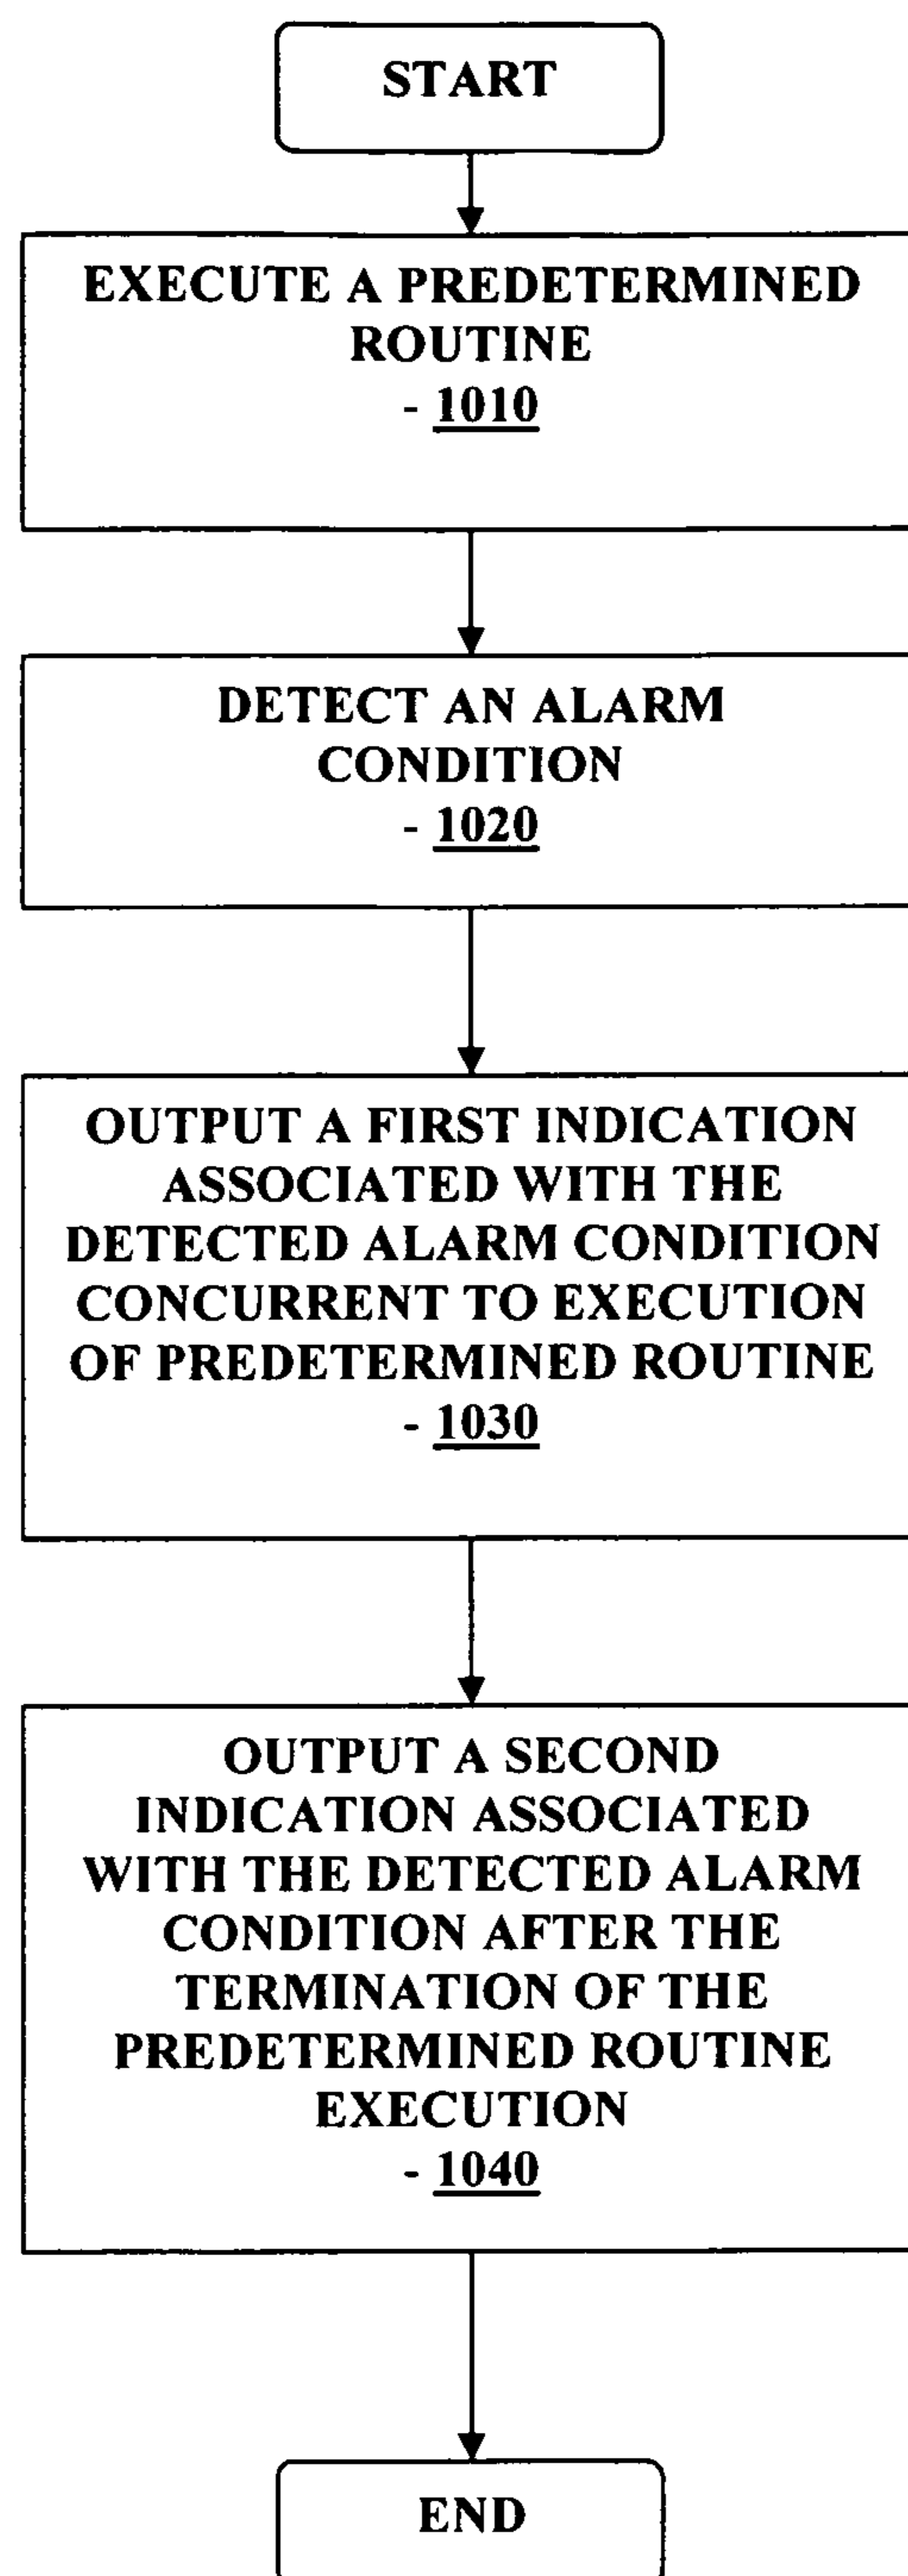 START
EXECUTE A PREDETERMINED
ROUTINE
- 1010
DETECT AN ALARM
CONDITION
- 1020
OUTPUT A FIRST INDICATION
ASSOCIATED WITH THE
DETECTED ALARM CONDITION
CONCURRENT TO EXECUTION
OF PREDETERMINED ROUTINE
- 1030
OUTPUT A SECOND
INDICATION ASSOCIATED
WITH THE DETECTED ALARM
CONDITION AFTER THE
TERMINATION OF THE
PREDETERMINED ROUTINE
EXECUTION
- 1040
END